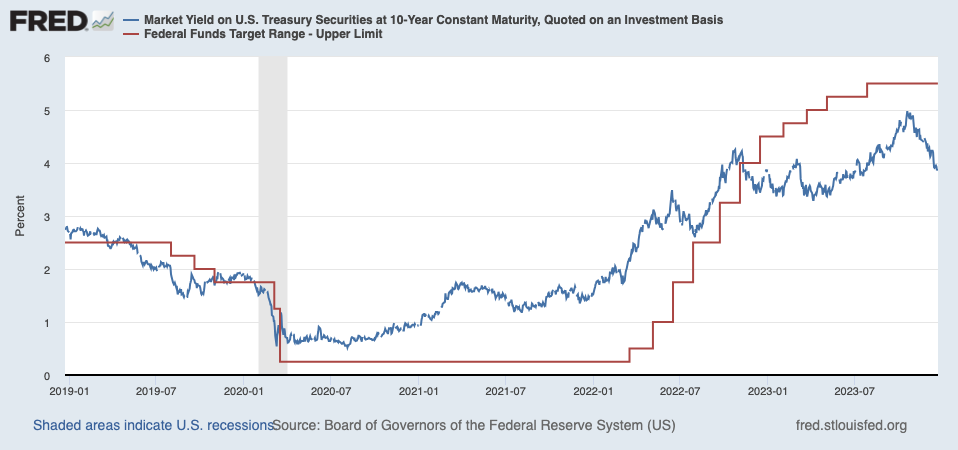 FRED
Market Yield on U.S. Treasury Securities at 10-Year Constant Maturity, Quoted on an Investment Basis
Federal Funds Target Range - Upper Limit
6
5
4
3
2
1
0
Percent
2019-01 2019-07 2020-01 2020-07 2021-01 2021-07 2022-01 2022-07 2023-01 2023-07
Shaded areas indicate U.S. recessions. Source: Board of Governors of the Federal Reserve System (US) fred.stlouisfed.org